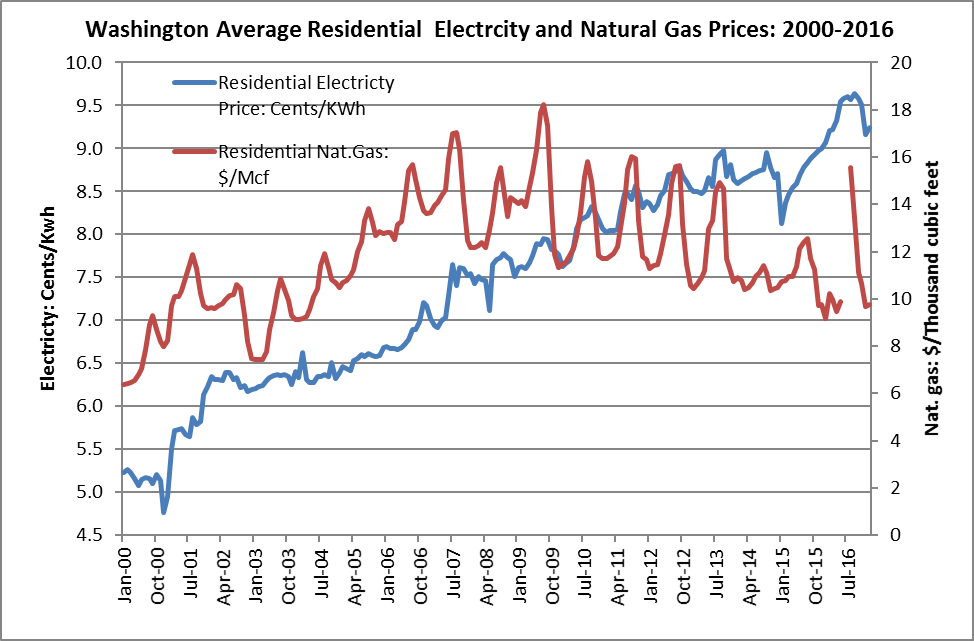 Washington Average Residential  Electrcity and Natural Gas Prices: 2000-2016
Residential Electricty
Price: Cents/KWh
Residential Nat.Gas:
$/Mcf
Electricty: Cents/Kwh
10.0
9.5
9.0
8.5
8.0
7.5
7.0
6.5
6.0
5.5
5.0
4.5
20
18
16
14
12
10
8
6
4
2
0
Nat. gas: $/Thousand cubic feet
Jan-00
Oct-00
Jul-01
Apr-02
Jan-03
Oct-03
Jul-04
Apr-05
Jan-06
Oct-06
Jul-07
Apr-08
Jan-09
Oct-09
Jul-10
Apr-11
Jan-12
Oct-12
Jul-13
Apr-14
Jan-15
Oct-15
Jul-16